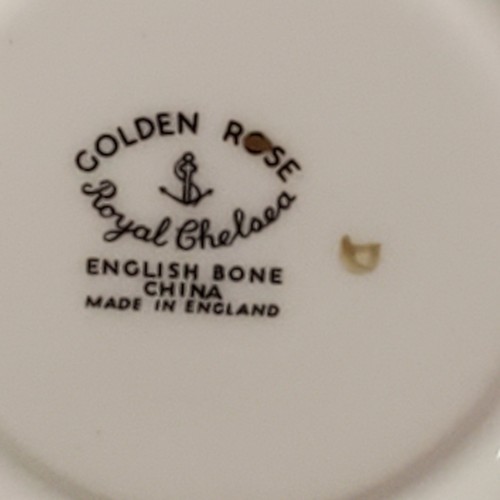 GOLDEN ROSE
Royal Chelsea
ENGLISH BONE
CHINA
MADE IN ENGLAND